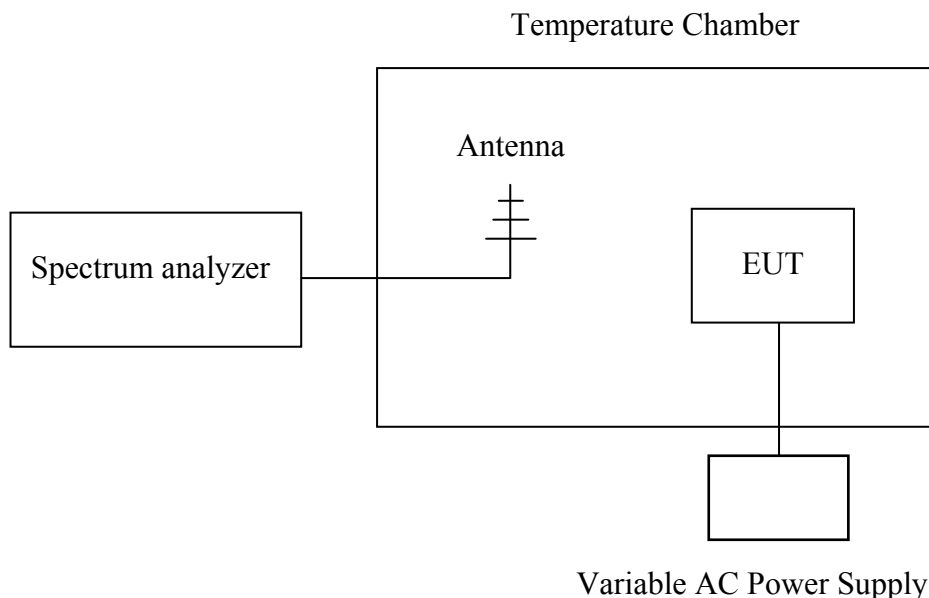 Temperature Chamber
Antenna
Spectrum analyzer
EUT
Variable AC Power Supply